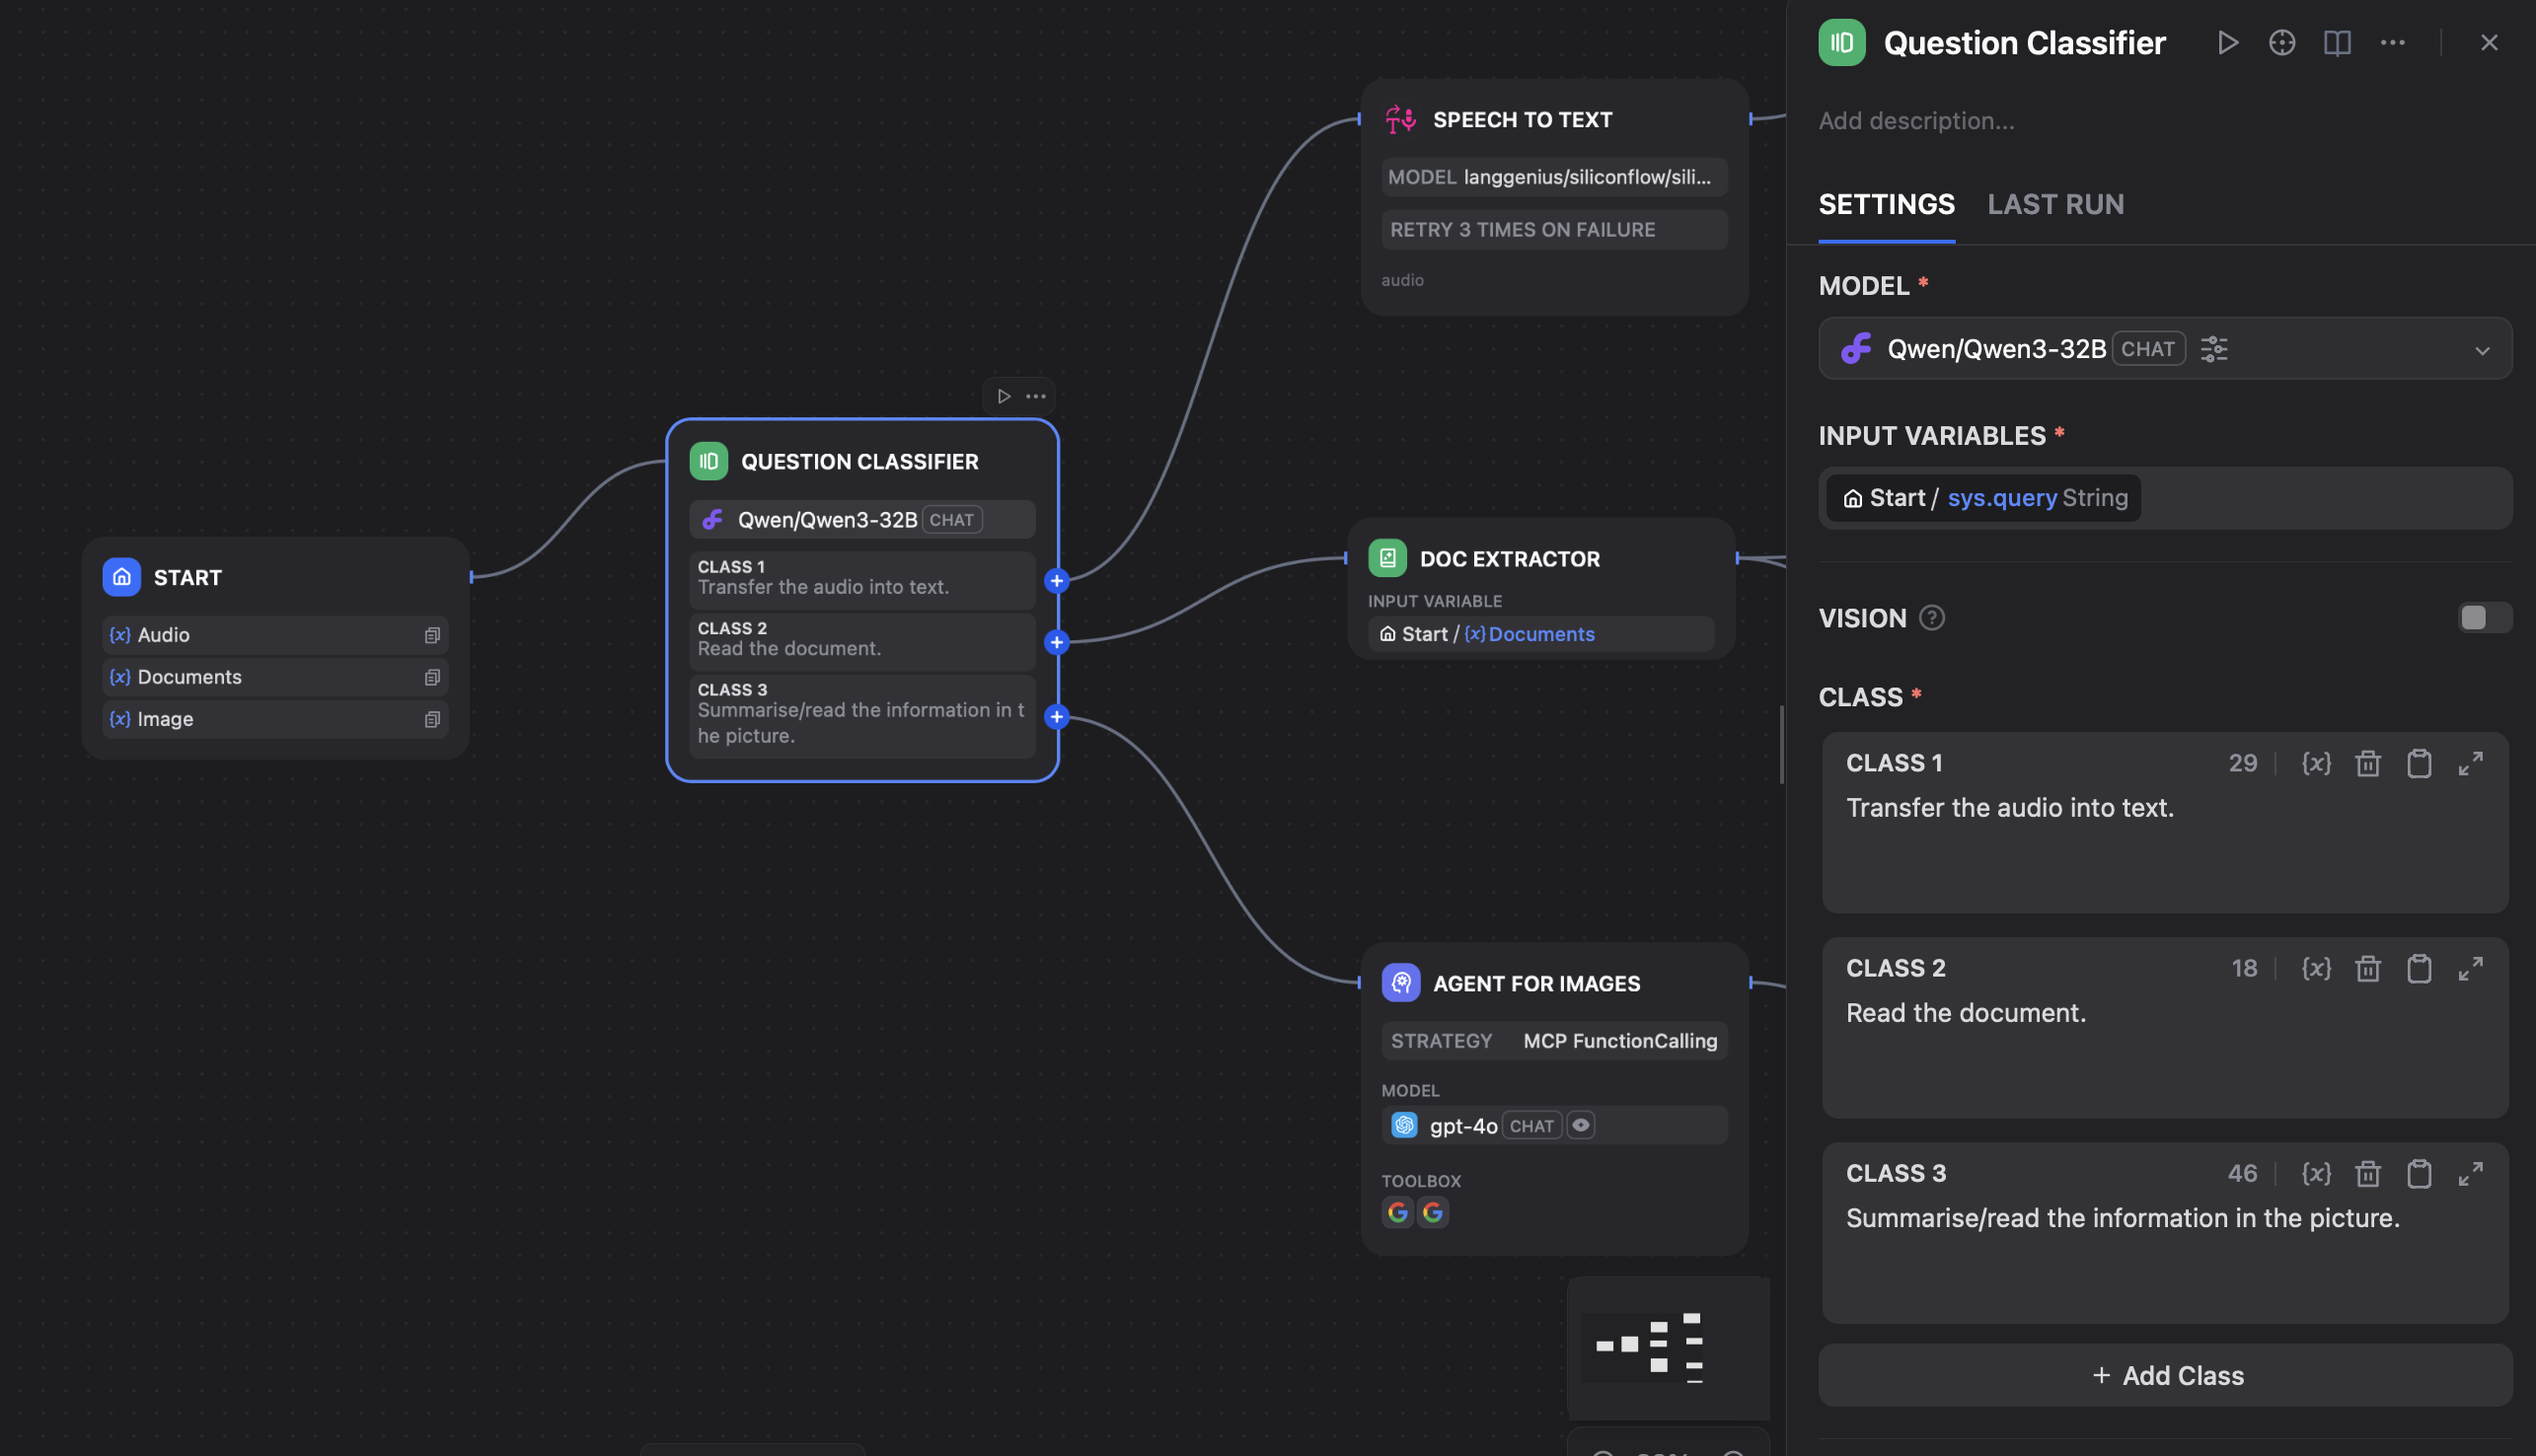 START
{x} Audio
{x} Documents
{x} Image
QUESTION CLASSIFIER
Qwen/Qwen3-32B CHAT
CLASS 1
Transfer the audio into text.
CLASS 2
Read the document.
CLASS 3
Summarise/read the information in t
he picture.
SPEECH TO TEXT
MODEL langgenius/siliconflow/sili...
RETRY 3 TIMES ON FAILURE
audio
DOC EXTRACTOR
INPUT VARIABLE
Start / {x} Documents
AGENT FOR IMAGES
STRATEGY MCP FunctionCalling
MODEL
gpt-4o CHAT
TOOLBOX
Question Classifier
Add description...
SETTINGS LAST RUN
MODEL *
Qwen/Qwen3-32B CHAT
INPUT VARIABLES *
Start / sys.query String
VISION
CLASS *
CLASS 1 29 {x}
Transfer the audio into text.
CLASS 2 18 {x}
Read the document.
CLASS 3 46 {x}
Summarise/read the information in the picture.
+ Add Class